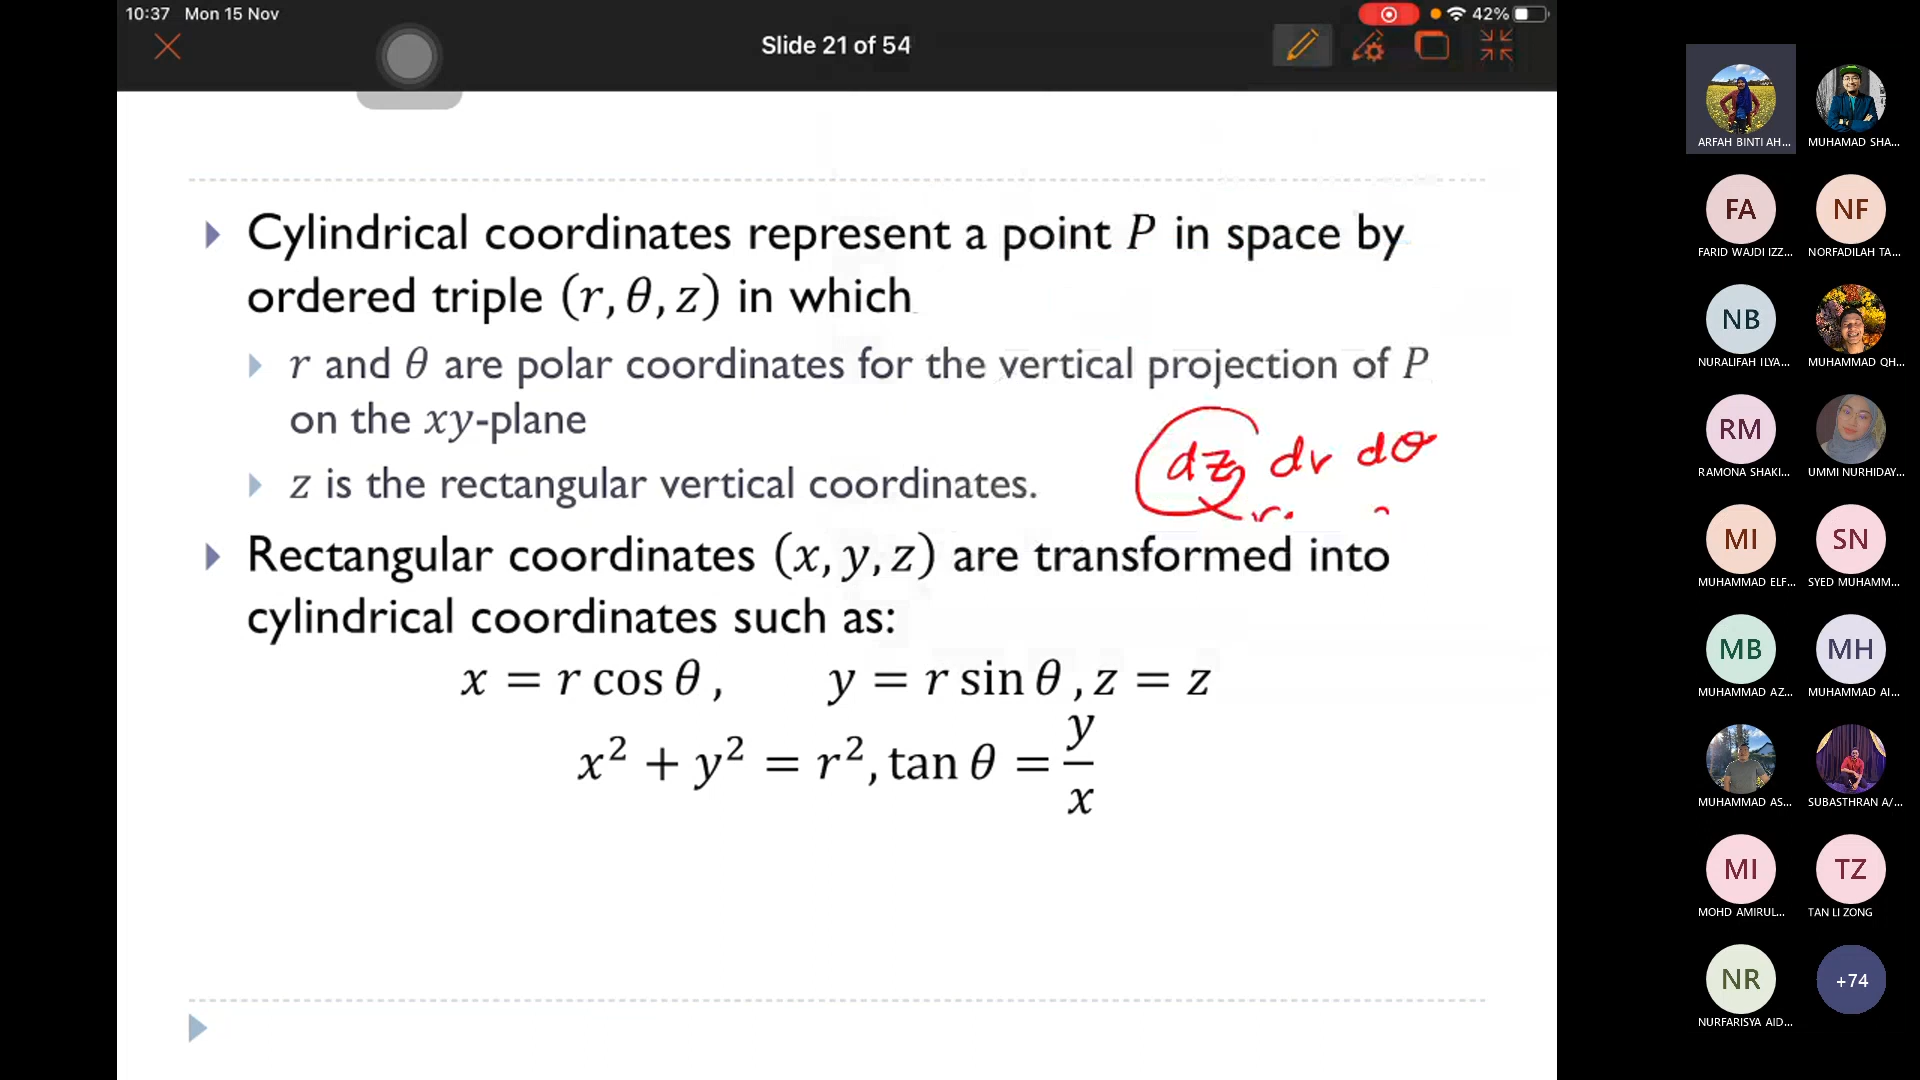 10:37 Mon 15 Nov
42%
Slide 21 of 54
Cylindrical coordinates represent a point P in space by
ordered triple (r, θ, z) in which
r and θ are polar coordinates for the vertical projection of P
on the xy-plane
dz dr dθ
z is the rectangular vertical coordinates.
r.
Rectangular coordinates (x, y, z) are transformed into
cylindrical coordinates such as:
x = r cos θ , y = r sin θ , z = z
x² + y² = r², tan θ = y/x
ARFAH BINTI AH...
MUHAMAD SHA...
FA
FARID WAJDI IZZ...
NF
NORFADILAH TA...
NB
NURALIFAH ILYA...
MUHAMMAD QH...
RM
RAMONA SHAKI...
UMMI NURHIDAY...
MI
MUHAMMAD ELF...
SN
SYED MUHAMM...
MB
MUHAMMAD AZ...
MH
MUHAMMAD AI...
MUHAMMAD AS...
SUBASTHRAN A/...
MI
MOHD AMIRUL...
TZ
TAN LI ZONG
NR
NURFARISYA AID...
+74